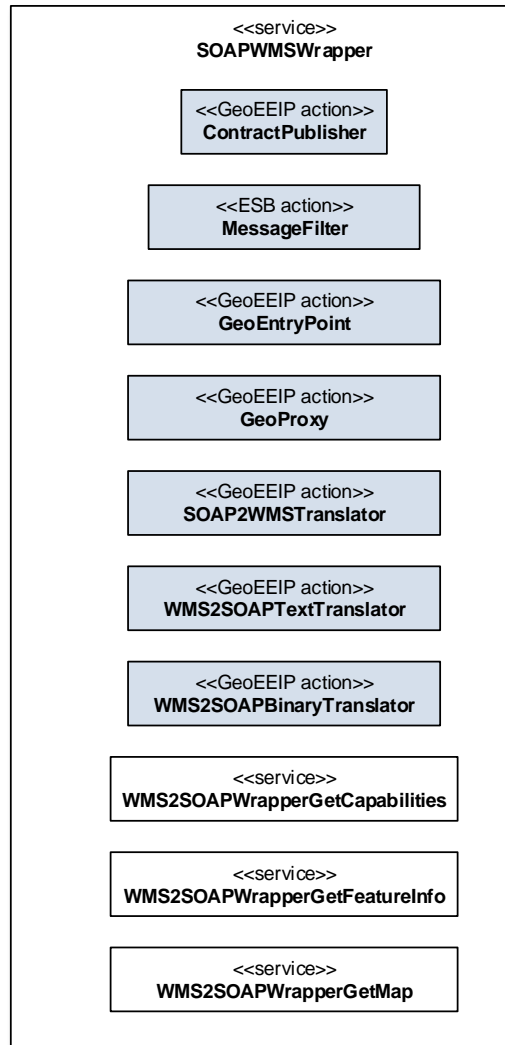 <<service>>
SOAPWMSWrapper
<<GeoEEIP action>>
ContractPublisher
<<ESB action>>
MessageFilter
<<GeoEEIP action>>
GeoEntryPoint
<<GeoEEIP action>>
GeoProxy
<<GeoEEIP action>>
SOAP2WMSTranslator
<<GeoEEIP action>>
WMS2SOAPTextTranslator
<<GeoEEIP action>>
WMS2SOAPBinaryTranslator
<<service>>
WMS2SOAPWrapperGetCapabilities
<<service>>
WMS2SOAPWrapperGetFeatureInfo
<<service>>
WMS2SOAPWrapperGetMap